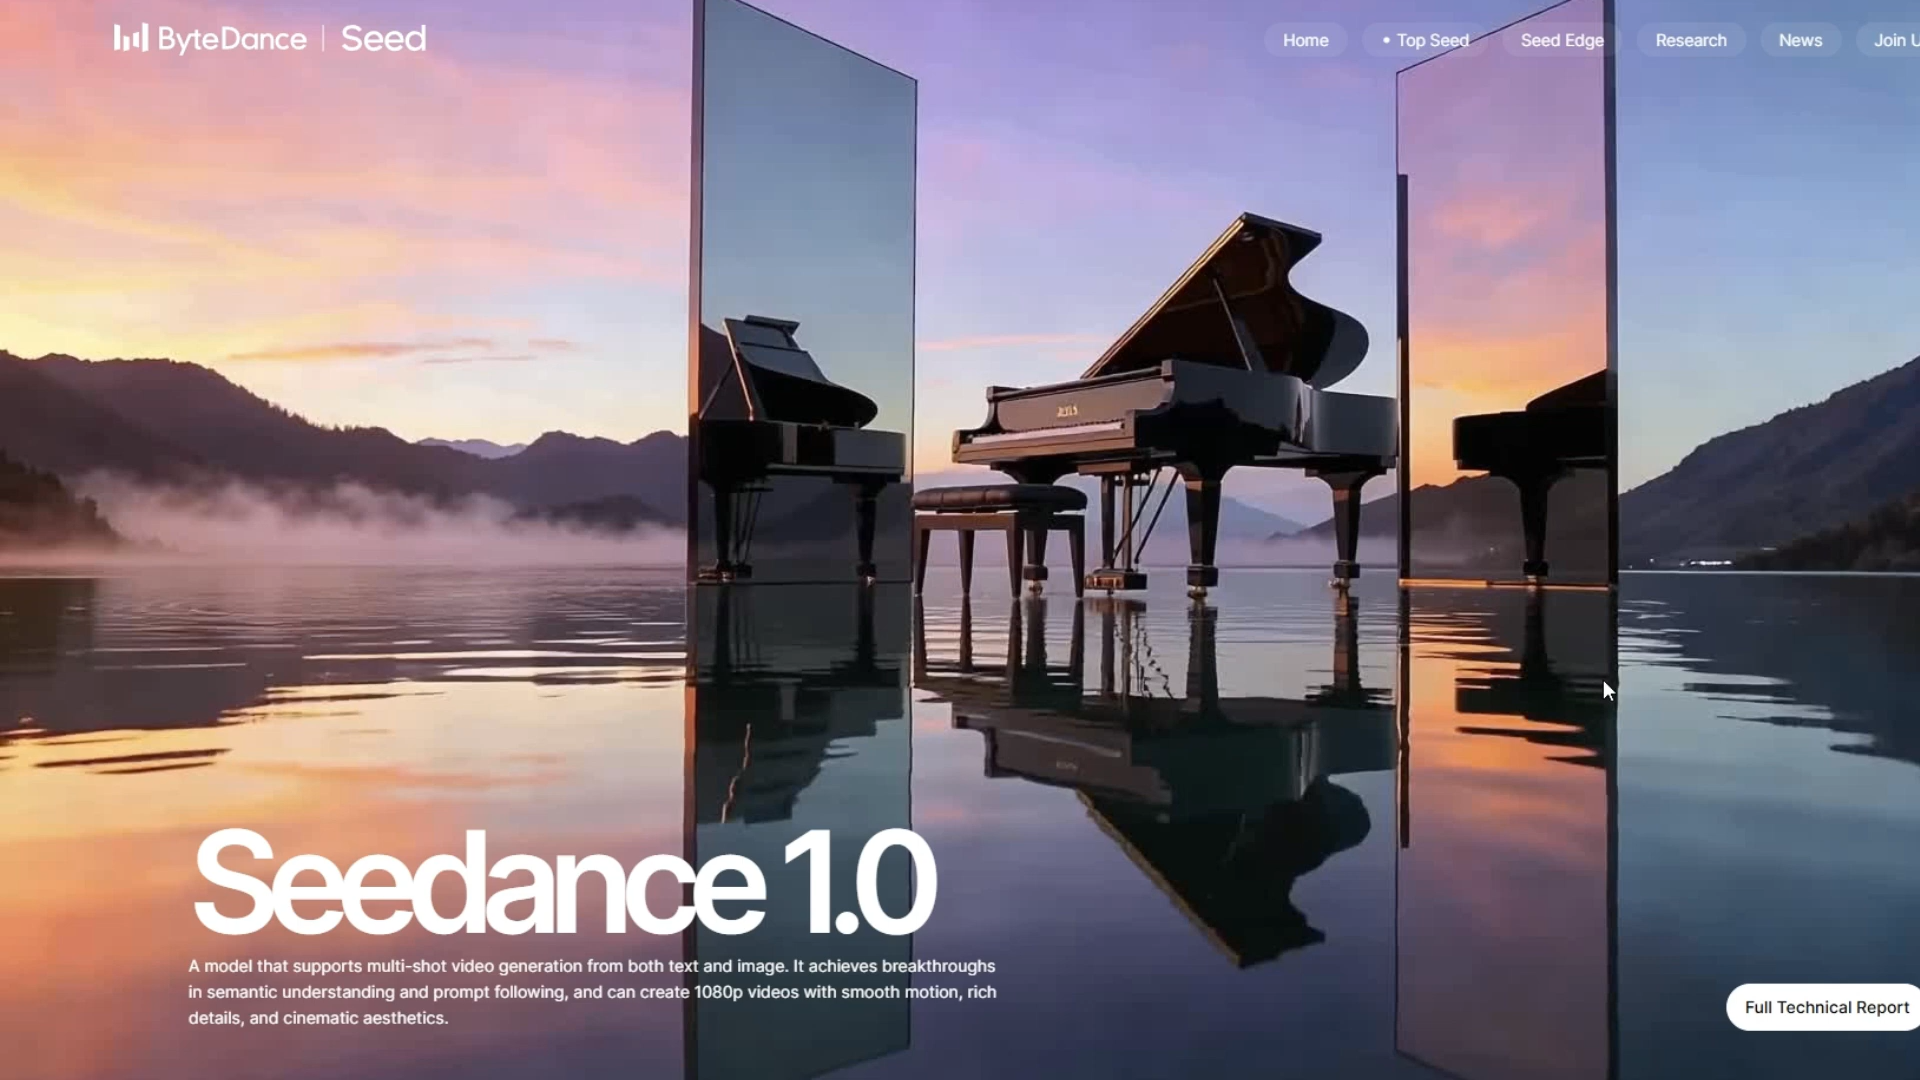 ByteDance | Seed
Home
• Top Seed
Seed Edge
Research
News
Join U
Seedance 1.0
A model that supports multi-shot video generation from both text and image. It achieves breakthroughs
in semantic understanding and prompt following, and can create 1080p videos with smooth motion, rich
details, and cinematic aesthetics.
Full Technical Report